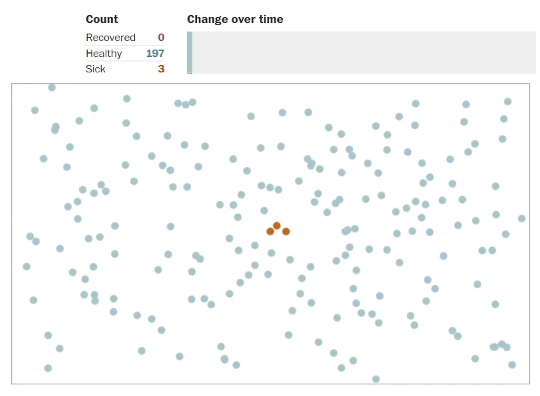 Count
Change over time
Recovered 0
Healthy 197
Sick 3